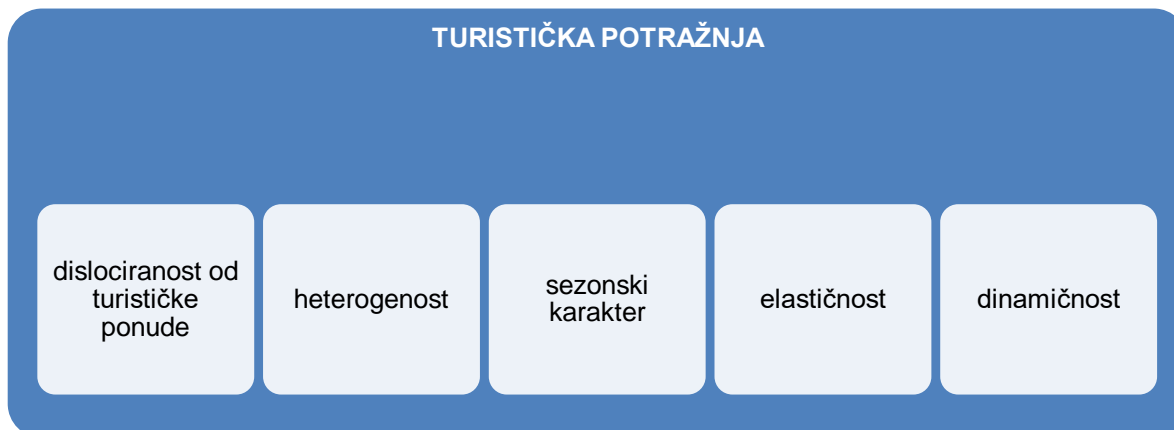 TURISTIČKA POTRAŽNJA
dislociranost od
turističke
ponude
heterogenost
sezonski
karakter
elastičnost
dinamičnost